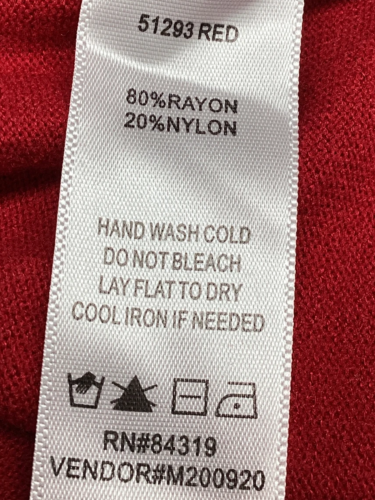 51293 RED
80%RAYON
20%NYLON
HAND WASH COLD
DO NOT BLEACH
LAY FLAT TO DRY
COOL IRON IF NEEDED
RN#84319
VENDOR#M200920